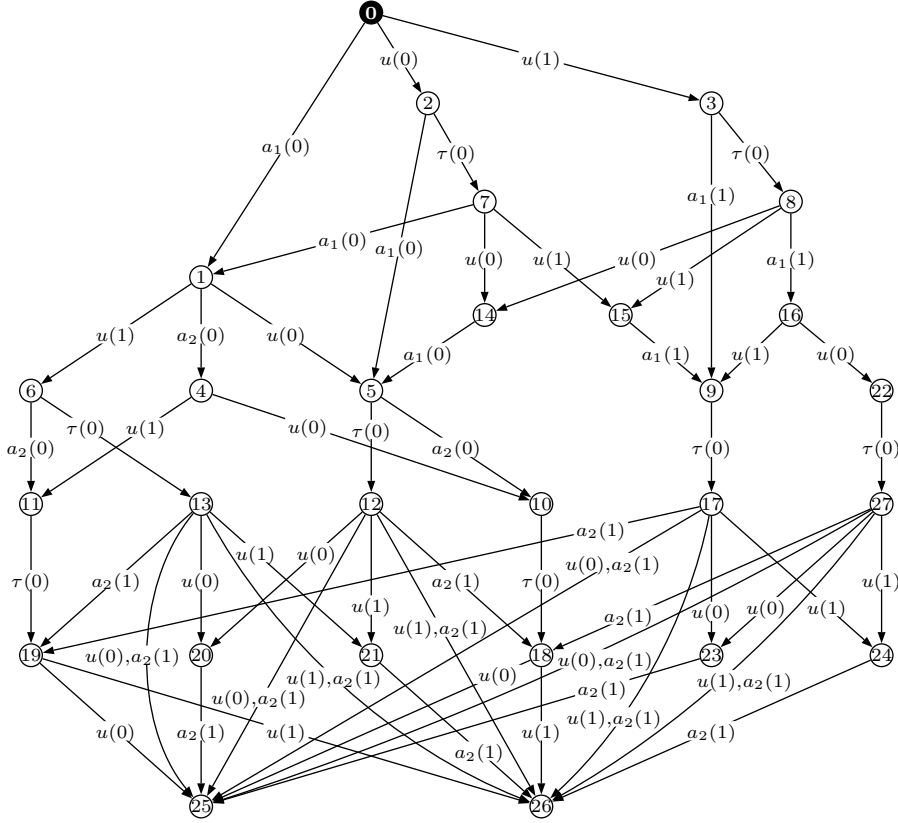 0
u(0)
u(1)
2
3
a₁(0)
τ(0)
τ(0)
a₁(1)
7
8
a₁(0)
a₁(0)
u(0)
u(1)
u(0)
u(1)
a₁(1)
1
14
15
16
u(1)
a₂(0)
u(0)
a₁(0)
a₁(1)
u(1)
u(0)
6
4
5
9
22
a₂(0)
τ(0)
u(1)
u(0)
τ(0)
a₂(0)
τ(0)
τ(0)
11
13
12
10
17
27
τ(0)
a₂(1)
u(0)
u(1)
u(0)
u(1)
a₂(1)
τ(0)
a₂(1)
u(0),a₂(1)
u(0)
u(1)
a₂(1)
u(0)
u(1)
u(1),a₂(1)
19
20
21
18
23
24
u(0),a₂(1)
u(1),a₂(1)
u(0)
u(0),a₂(1)
a₂(1)
u(1),a₂(1)
u(0),a₂(1)
u(0)
a₂(1)
u(1)
a₂(1)
u(1)
u(1),a₂(1)
a₂(1)
25
26